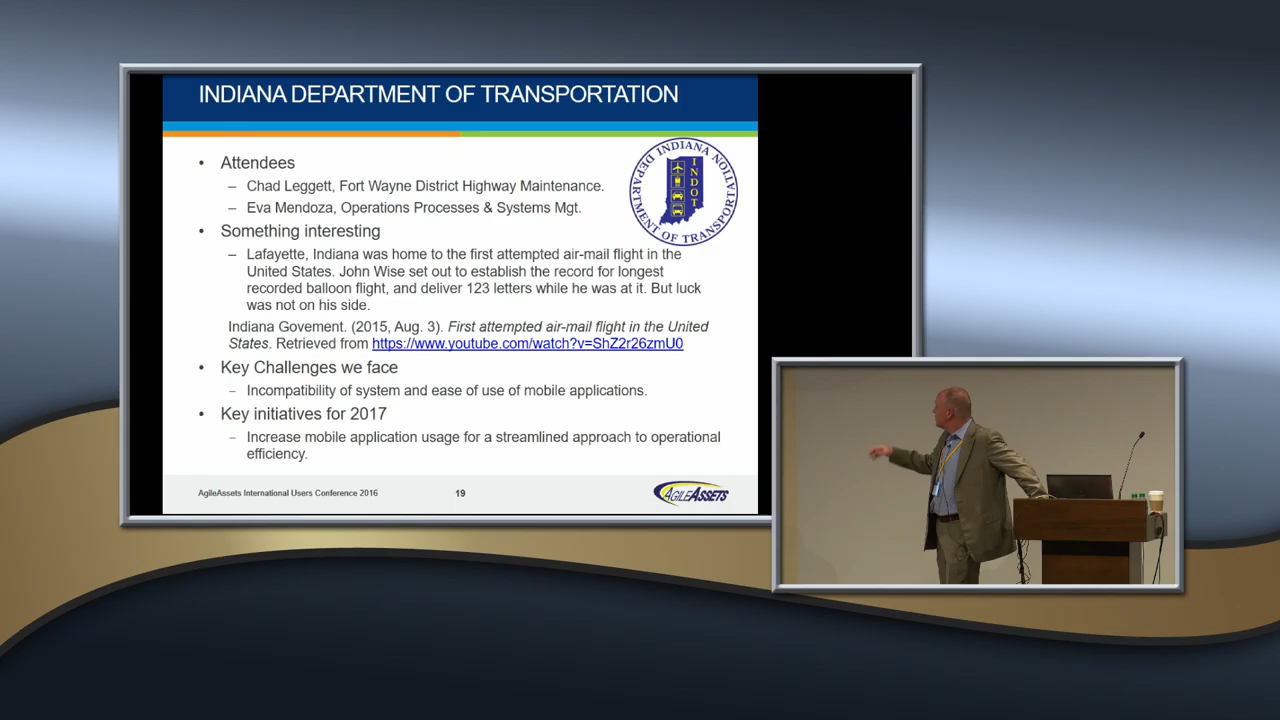 INDIANA DEPARTMENT OF TRANSPORTATION
• Attendees
– Chad Leggett, Fort Wayne District Highway Maintenance.
– Eva Mendoza, Operations Processes & Systems Mgt.
INDIANA DEPARTMENT OF TRANSPORTATION
INDOT
• Something interesting
– Lafayette, Indiana was home to the first attempted air-mail flight in the
United States. John Wise set out to establish the record for longest
recorded balloon flight, and deliver 123 letters while he was at it. But luck
was not on his side.
Indiana Govement. (2015, Aug. 3). First attempted air-mail flight in the United
States. Retrieved from https://www.youtube.com/watch?v=ShZ2r26zmU0
• Key Challenges we face
– Incompatibility of system and ease of use of mobile applications.
• Key initiatives for 2017
– Increase mobile application usage for a streamlined approach to operational
efficiency.
AgileAssets International Users Conference 2016
19
AGILEASSETS